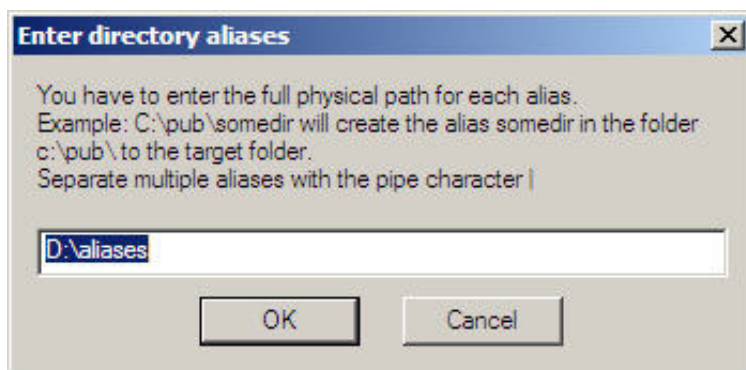 Enter directory aliases
You have to enter the full physical path for each alias.
Example: C:\pub\somedir will create the alias somedir in the folder
c:\pub\ to the target folder.
Separate multiple aliases with the pipe character |
D:\aliases
OK Cancel